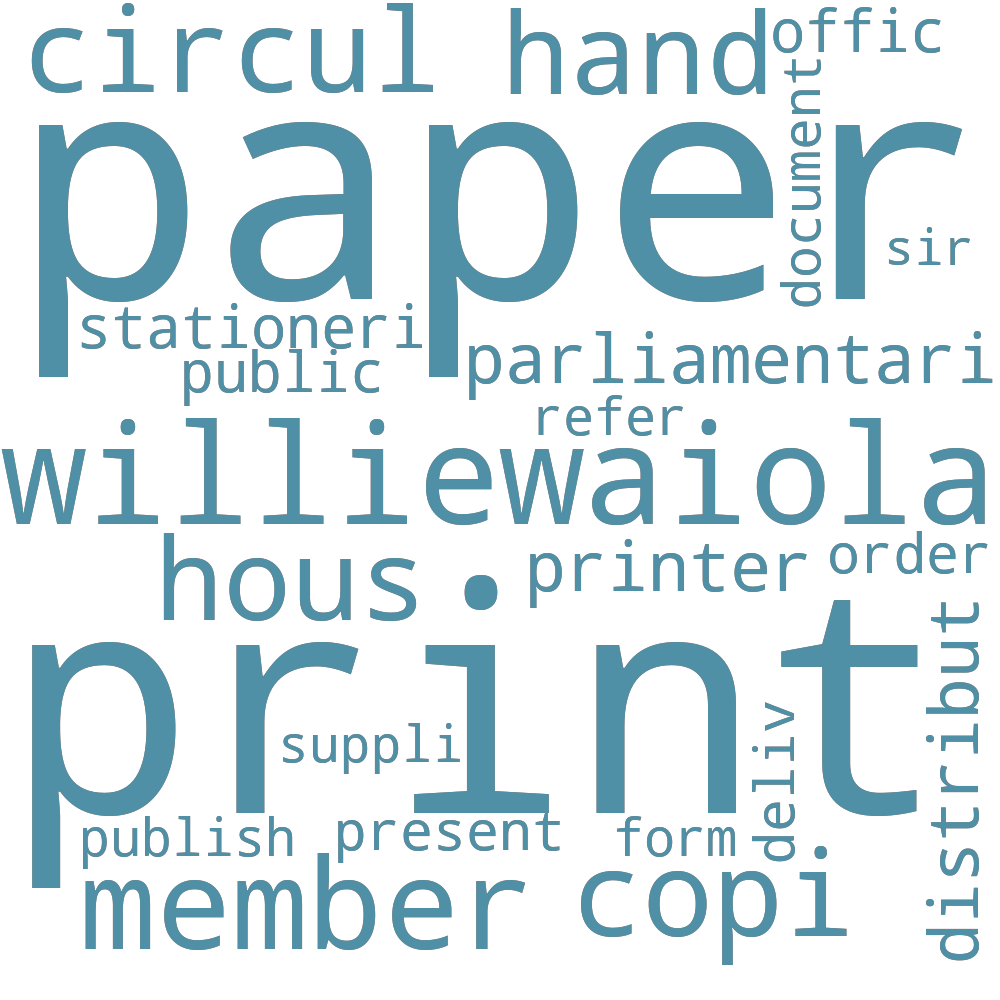 circul hand offic
paper
document
sir
stationeri
public
parliamentari
refer
williewaiola
hous
printer
order
print
suppli
deliv
distribut
publish
present
form
member
copi